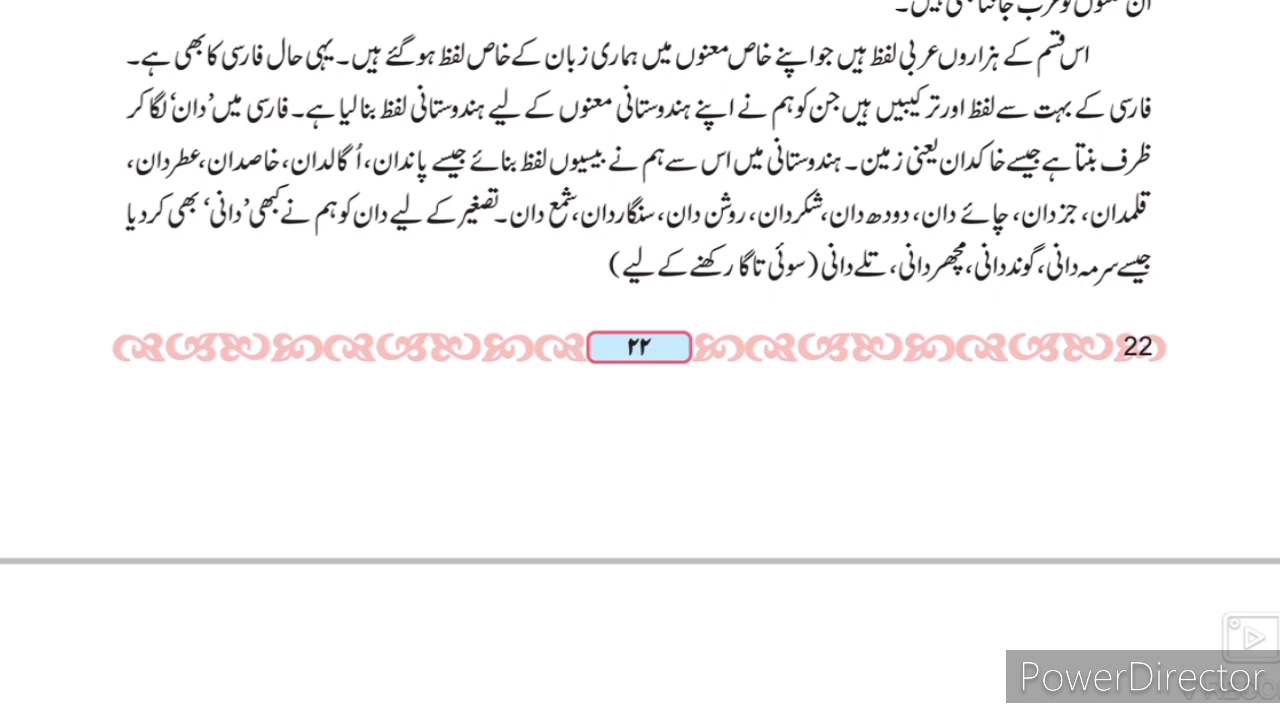 اس قسم کے ہزاروں عربی لفظ ہیں جو اپنے خاص معنوں میں ہماری زبان کے خاص لفظ ہو گئے ہیں۔ یہی حال فارسی کا بھی ہے۔
فارسی کے بہت سے لفظ اور ترکیبیں ہیں جن کو ہم نے اپنے ہندوستانی معنوں کے لیے ہندوستانی لفظ بنا لیا ہے۔ فارسی میں 'دان' لگا کر
ظرف بنتا ہے جیسے خاکدان یعنی زمین۔ ہندوستانی میں اس سے ہم نے بیسیوں لفظ بنائے جیسے پاندان، اُگالدان، خاصدان، عطردان،
قلمدان، جزدان، چائے دان، دودھ دان، شکردان، روشن دان، سنگاردان، شمع دان۔ تصغیر کے لیے دان کو ہم نے کبھی 'دانی' بھی کردیا
جیسے سرمہ دانی، گوند دانی، مچھردانی، تلے دانی (سوئی تاگا رکھنے کے لیے)
۲۲
22
PowerDirector